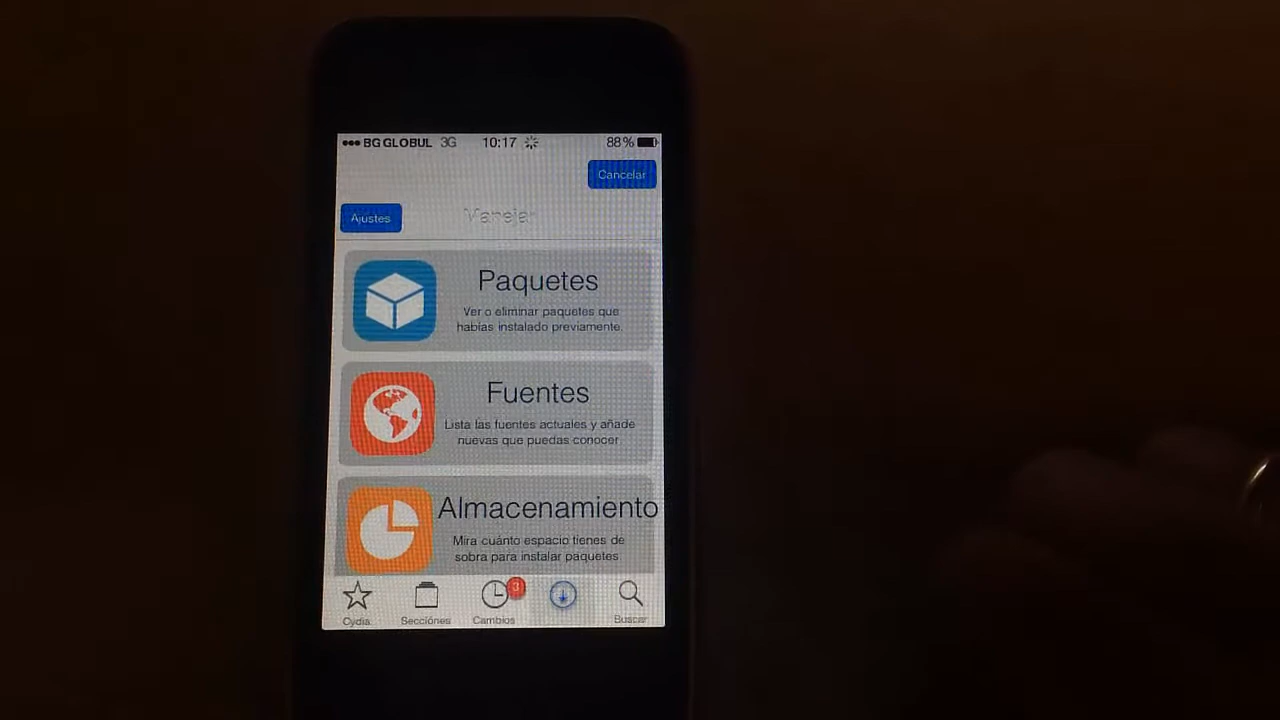 BG GLOBUL 3G 10:17 88%
Cancelar
Ajustes Manejar
Paquetes
Ver o eliminar paquetes que
habías instalado previamente.
Fuentes
Lista las fuentes actuales y añade
nuevas que puedas conocer
Almacenamiento
Mira cuánto espacio tienes de
sobra para instalar paquetes
3
Cydia Secciónes Cambios Buscar